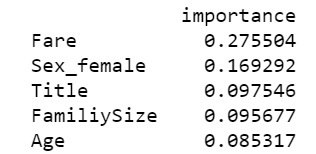 importance
Fare 0.275504
Sex_female 0.169292
Title 0.097546
FamiliySize 0.095677
Age 0.085317